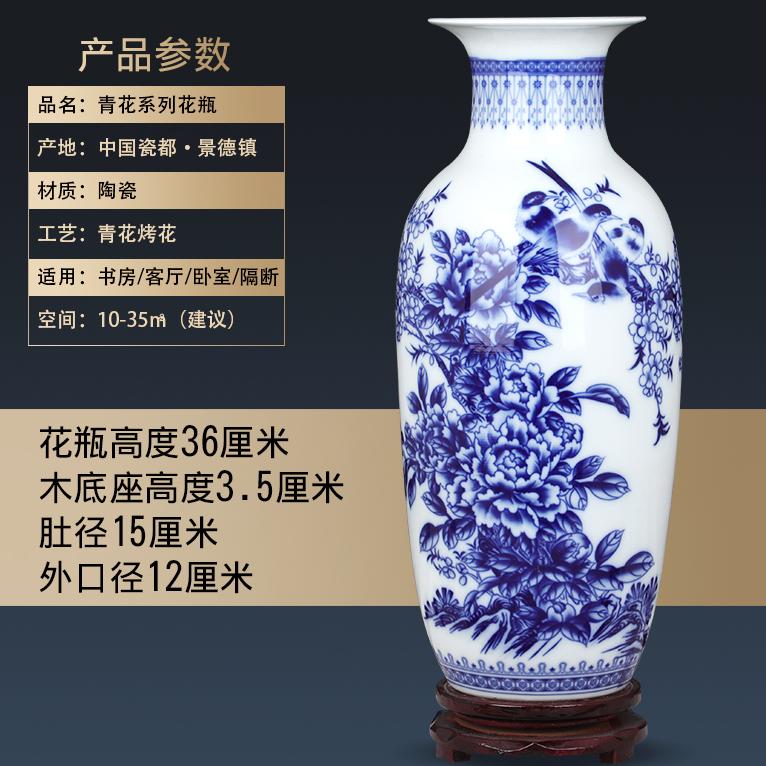 产品参数
品名：青花系列花瓶
产地：中国瓷都·景德镇
材质：陶瓷
工艺：青花烤花
适用：书房/客厅/卧室/隔断
空间：10-35㎡（建议）
花瓶高度36厘米
木底座高度3.5厘米
肚径15厘米
外口径12厘米